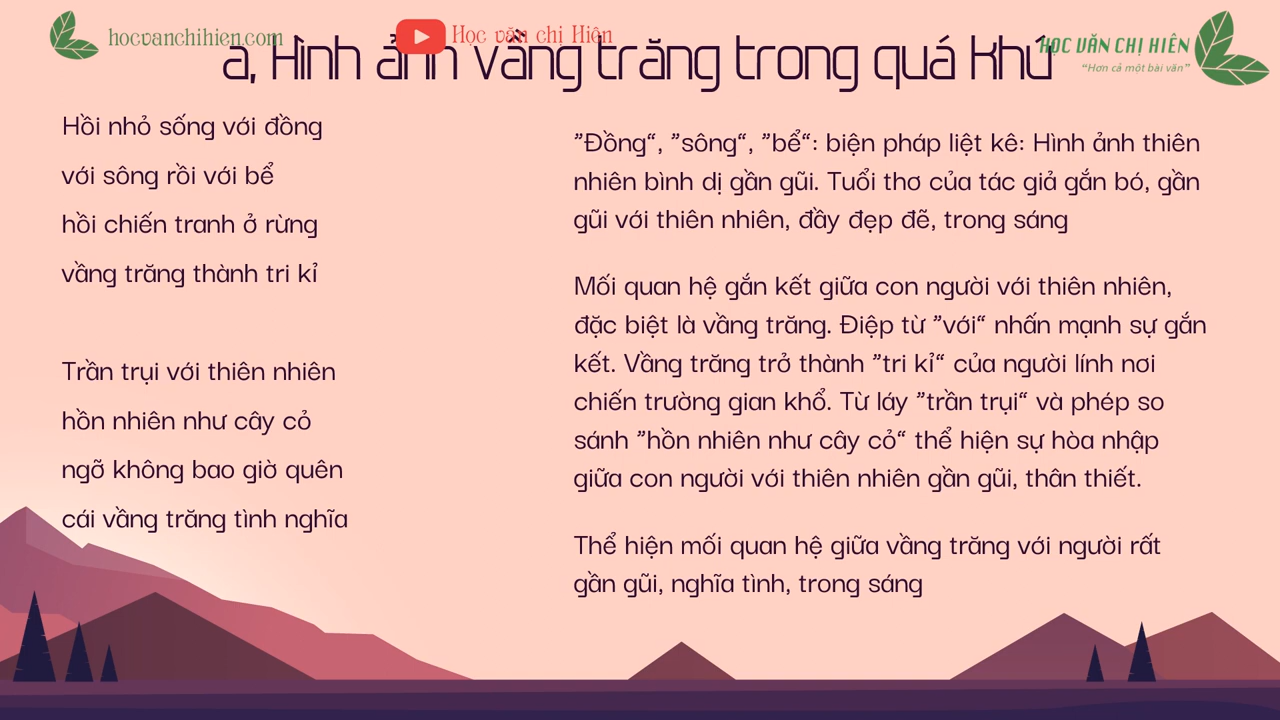 hocvanchihien.com
Học văn chi Hiên
HỌC VĂN CHỊ HIÊN
“Hơn cả một bài văn”
a, Hình ảnh vầng trăng trong quá khứ
Hồi nhỏ sống với đồng
với sông rồi với bể
hồi chiến tranh ở rừng
vầng trăng thành tri kỉ
Trần trụi với thiên nhiên
hồn nhiên như cây cỏ
ngỡ không bao giờ quên
cái vầng trăng tình nghĩa
”Đồng“, ”sông“, ”bể“: biện pháp liệt kê: Hình ảnh thiên
nhiên bình dị gần gũi. Tuổi thơ của tác giả gắn bó, gần
gũi với thiên nhiên, đầy đẹp đẽ, trong sáng
Mối quan hệ gắn kết giữa con người với thiên nhiên,
đặc biệt là vầng trăng. Điệp từ ”với“ nhấn mạnh sự gắn
kết. Vầng trăng trở thành ”tri kỉ“ của người lính nơi
chiến trường gian khổ. Từ láy ”trần trụi“ và phép so
sánh ”hồn nhiên như cây cỏ“ thể hiện sự hòa nhập
giữa con người với thiên nhiên gần gũi, thân thiết.
Thể hiện mối quan hệ giữa vầng trăng với người rất
gần gũi, nghĩa tình, trong sáng